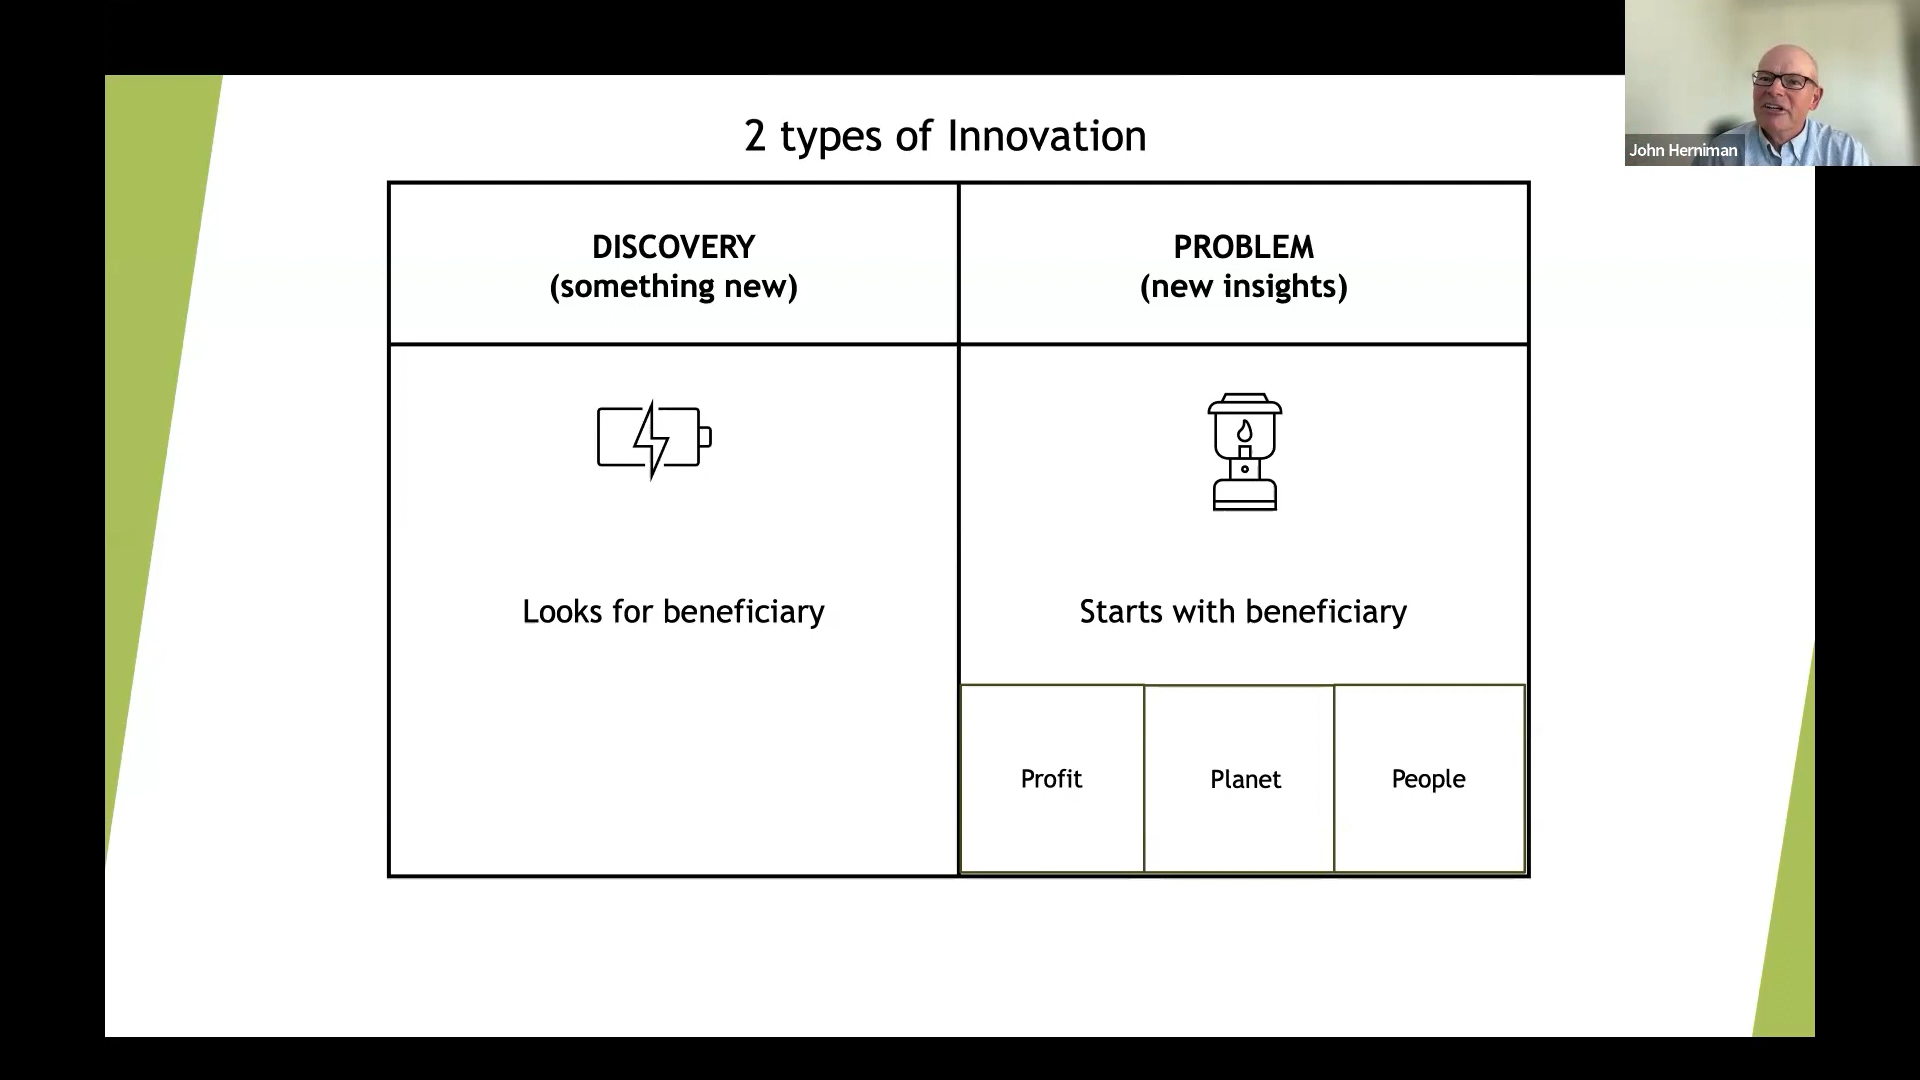 2 types of Innovation
John Herniman
DISCOVERY
(something new)
PROBLEM
(new insights)
Looks for beneficiary
Starts with beneficiary
Profit
Planet
People